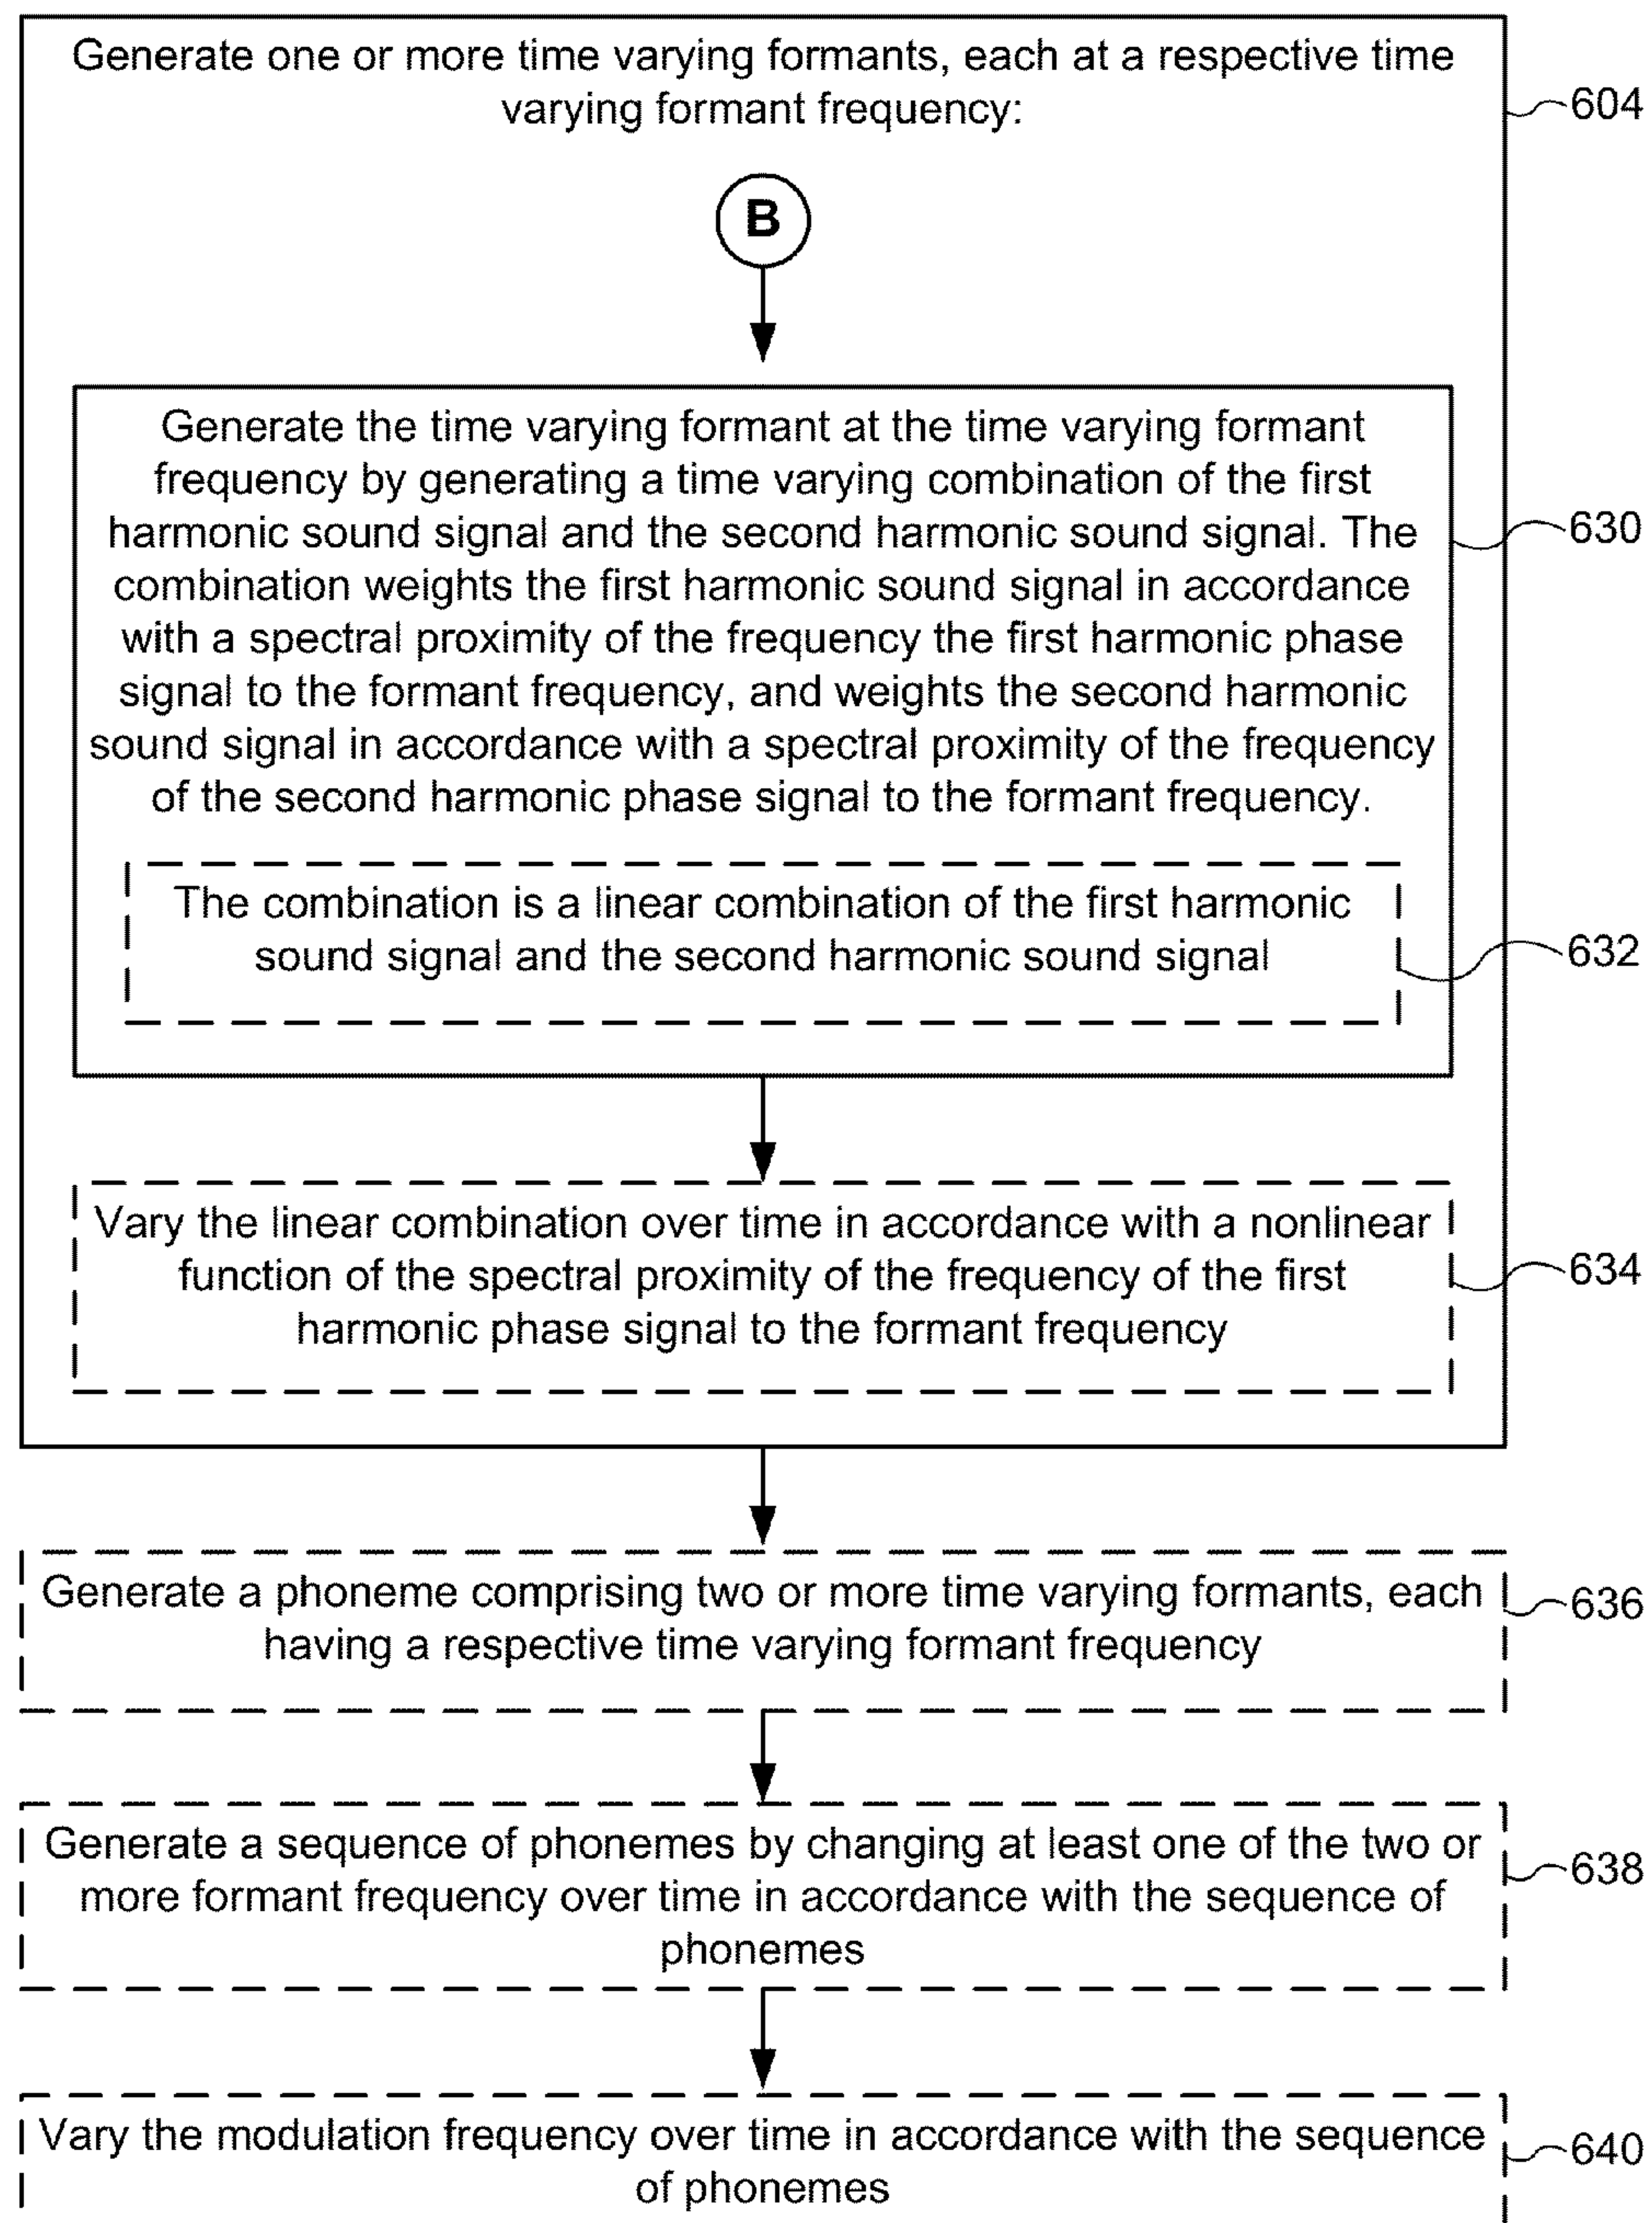 Generate one or more time varying formants, each at a respective time
varying formant frequency:
604
B
Generate the time varying formant at the time varying formant
frequency by generating a time varying combination of the first
harmonic sound signal and the second harmonic sound signal. The
combination weights the first harmonic sound signal in accordance
with a spectral proximity of the frequency the first harmonic phase
signal to the formant frequency, and weights the second harmonic
sound signal in accordance with a spectral proximity of the frequency
of the second harmonic phase signal to the formant frequency.
630
The combination is a linear combination of the first harmonic
sound signal and the second harmonic sound signal
632
Vary the linear combination over time in accordance with a nonlinear
function of the spectral proximity of the frequency of the first
harmonic phase signal to the formant frequency
634
Generate a phoneme comprising two or more time varying formants, each
having a respective time varying formant frequency
636
Generate a sequence of phonemes by changing at least one of the two or
more formant frequency over time in accordance with the sequence of
phonemes
638
Vary the modulation frequency over time in accordance with the sequence
of phonemes
640